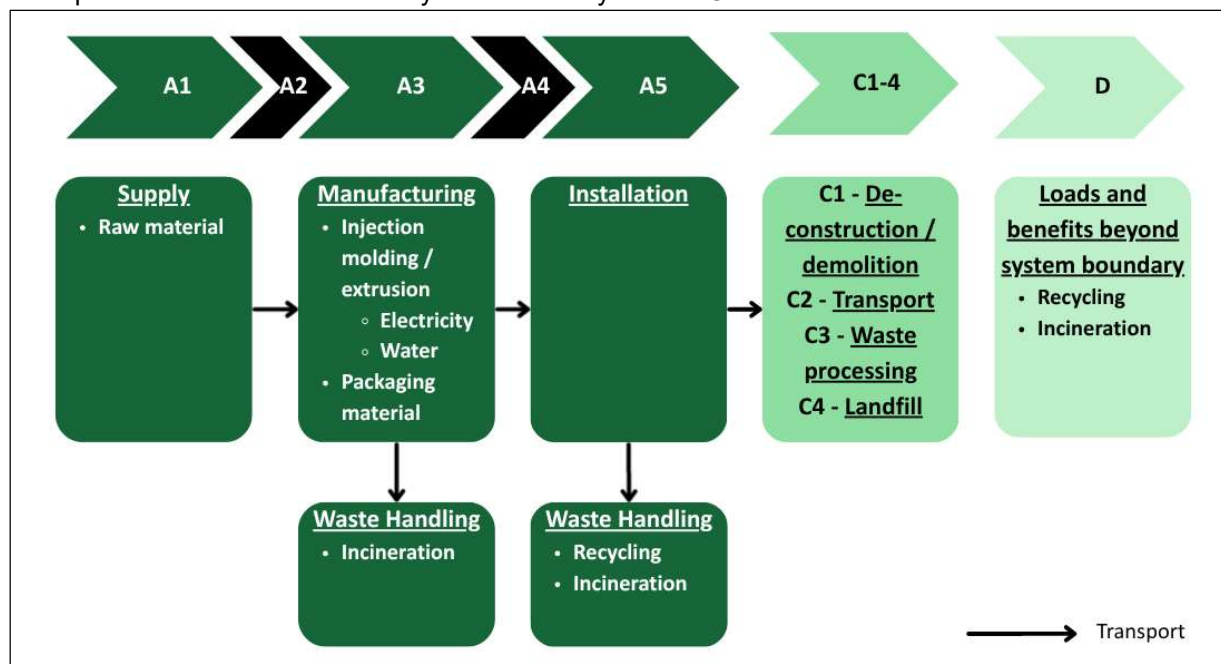 A1
A2
A3
A4
A5
C1-4
D
Supply
• Raw material
Manufacturing
• Injection
molding /
extrusion
○ Electricity
○ Water
• Packaging
material
Installation
C1 - De-
construction /
demolition
C2 - Transport
C3 - Waste
processing
C4 - Landfill
Loads and
benefits beyond
system boundary
• Recycling
• Incineration
Waste Handling
• Incineration
Waste Handling
• Recycling
• Incineration
Transport